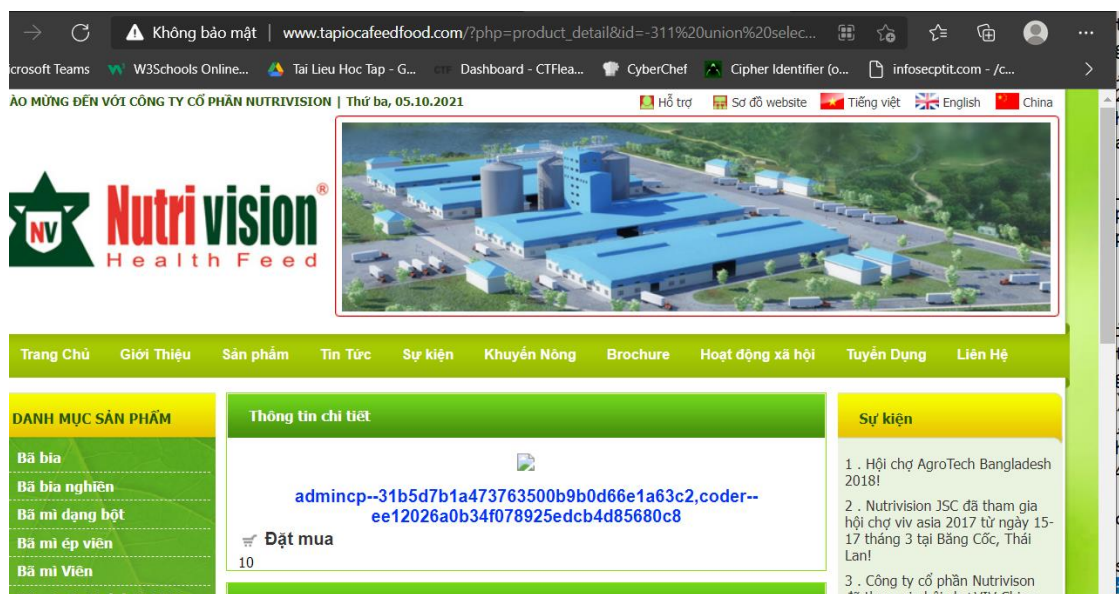 Không bảo mật | www.tapiocafeedfood.com/?php=product_detail&id=-311%20union%20selec...
icrosoft Teams W3Schools Online... Tai Lieu Hoc Tap - G... CTF Dashboard - CTFlea... CyberChef Cipher Identifier (o... infosecptit.com - /c...
ÀO MỪNG ĐẾN VỚI CÔNG TY CỔ PHẦN NUTRIVISION | Thứ ba, 05.10.2021 Hỗ trợ Sơ đồ website Tiếng việt English China
NV Nutri vision®
Health Feed
Trang Chủ Giới Thiệu Sản phẩm Tin Tức Sự kiện Khuyến Nông Brochure Hoạt động xã hội Tuyển Dụng Liên Hệ
DANH MỤC SẢN PHẨM
Bã bia
Bã bia nghiền
Bã mì dạng bột
Bã mì ép viên
Bã mì Viên
Thông tin chi tiết
admincp--31b5d7b1a473763500b9b0d66e1a63c2,coder--
ee12026a0b34f078925edcb4d85680c8
Đặt mua
10
Sự kiện
1 . Hội chợ AgroTech Bangladesh
2018!
2 . Nutrivision JSC đã tham gia
hội chợ viv asia 2017 từ ngày 15-
17 tháng 3 tại Băng Cốc, Thái
Lan!
3 . Công ty cổ phần Nutrivison